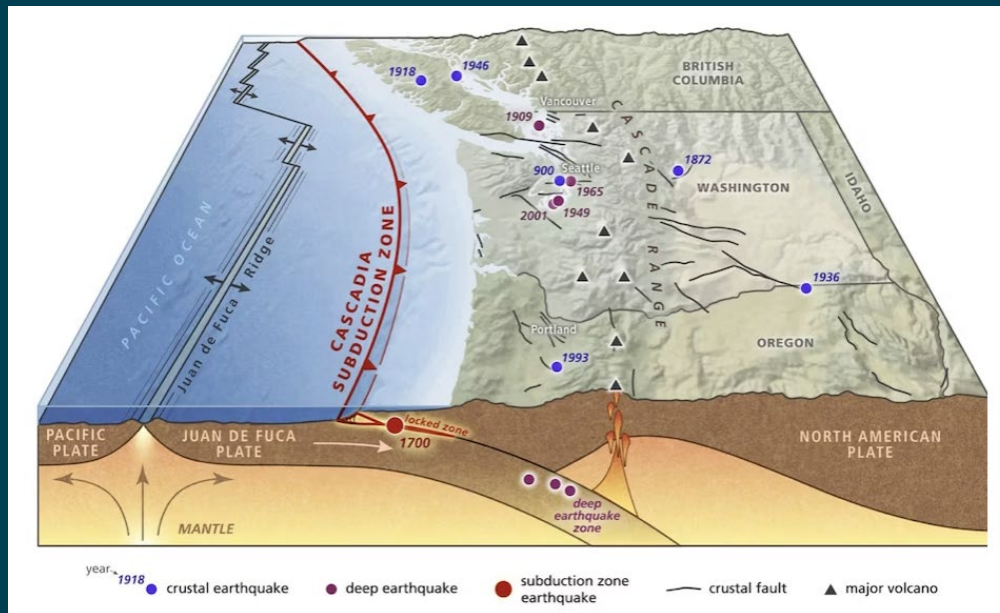 BRITISH
COLUMBIA
1918
1946
Vancouver
1909
CASCADE RANGE
900
Seattle
1965
2001
1949
1872
WASHINGTON
IDAHO
PACIFIC OCEAN
Juan de Fuca Ridge
CASCADIA
SUBDUCTION ZONE
1936
Portland
1993
OREGON
PACIFIC
PLATE
JUAN DE FUCA
PLATE
locked zone
1700
NORTH AMERICAN
PLATE
deep
earthquake
zone
MANTLE
year
1918
crustal earthquake
deep earthquake
subduction zone
earthquake
crustal fault
major volcano